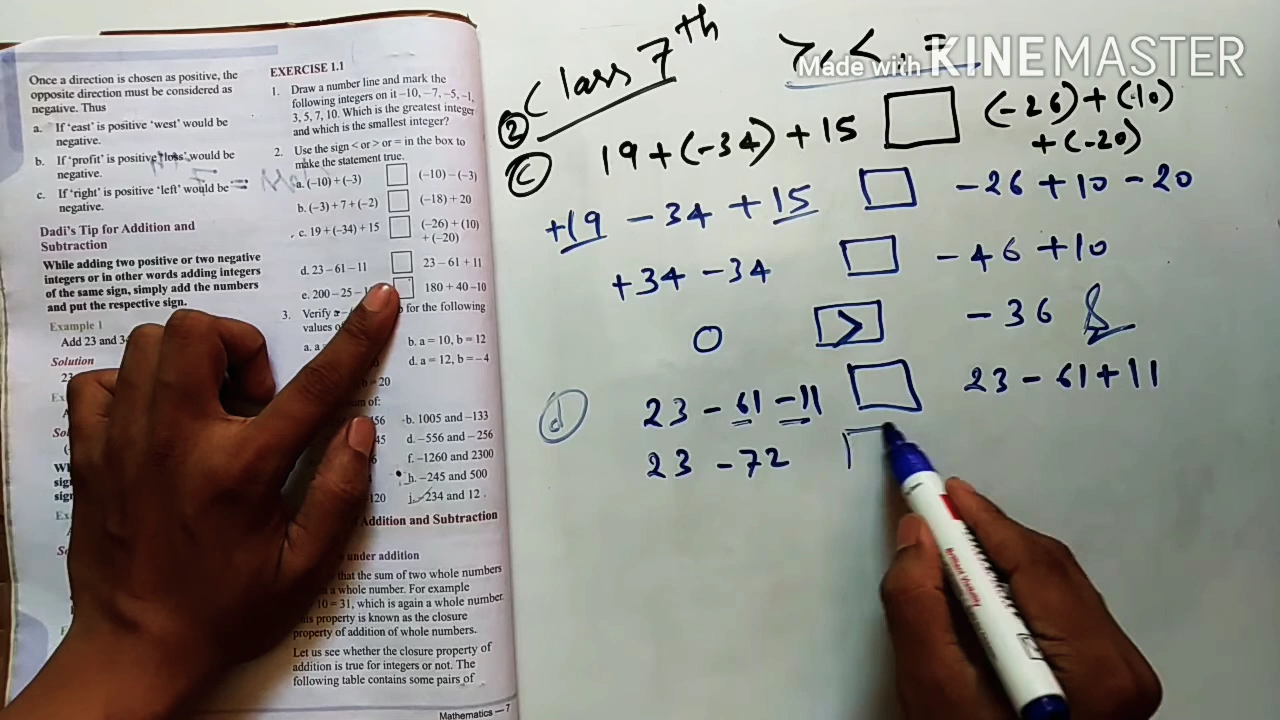 Once a direction is chosen as positive, the
opposite direction must be considered as
negative. Thus
a. If 'east' is positive 'west' would be
negative.
b. If 'profit' is positive 'loss' would be
negative.
c. If 'right' is positive 'left' would be
negative.
Dadi's Tip for Addition and
Subtraction
While adding two positive or two negative
integers or in other words adding integers
of the same sign, simply add the numbers
and put the respective sign.
Example 1
Add 23 and 3
Solution
EXERCISE 1.1
1. Draw a number line and mark the
following integers on it –10, –7, –5, –1,
3, 5, 7, 10. Which is the greatest integer
and which is the smallest integer?
2. Use the sign < or > or = in the box to
make the statement true.
a. (–10) + (–3) (–10) – (–3)
b. (–3) + 7 + (–2) (–18) + 20
c. 19 + (–34) + 15 (–26) + (10)
+ (–20)
d. 23 – 61 – 11 23 – 61 + 11
e. 200 – 25 – 180 + 40 –10
3. Verify for the following
values
a. a b. a = 10, b = 12
d. a = 12, b = –4
= 20
of:
b. 1005 and –133
d. –556 and –256
f. –1260 and 2300
h. –245 and 500
120 j. –234 and 12
Addition and Subtraction
under addition
that the sum of two whole numbers
a whole number. For example
10 = 31, which is again a whole number.
This property is known as the closure
property of addition of whole numbers.
Let us see whether the closure property of
addition is true for integers or not. The
following table contains some pairs of
Mathematics — 7
Class 7th >, <, =
Made with KINEMASTER
2
C 19 + (-34) + 15 (-26) + (10)
+ (-20)
+19 - 34 + 15 - 26 + 10 - 20
+34 - 34 - 46 + 10
0 > - 36
d 23 - 61 - 11 23 - 61 + 11
23 - 72